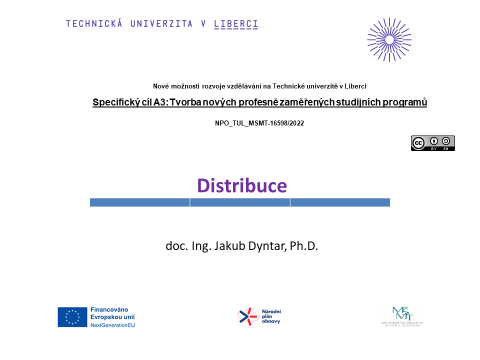 TECHNICKÁ UNIVERZITA V LIBERCI
Nové možnosti rozvoje vzdělávání na Technické univerzitě v Liberci
Specifický cíl A3:Tvorba nových profesně zaměřených studijních programů
NPO_TUL_MSMT-16598/2022
Distribuce
doc. Ing. Jakub Dyntar, Ph.D.
Financováno
Evropskou unií
NextGenerationEU
Národní
plán
obnovy